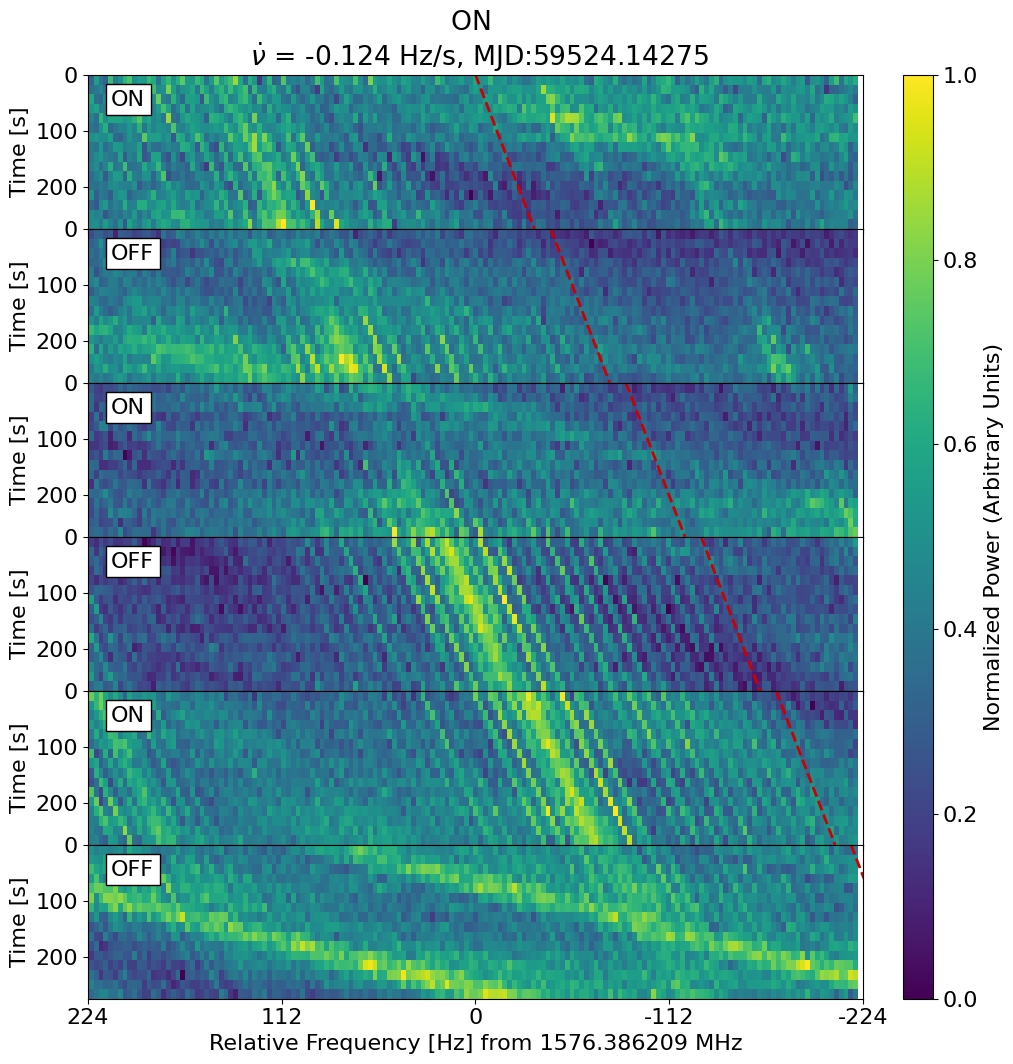 ON
ν̇ = -0.124 Hz/s, MJD:59524.14275
0
ON
100
200
Time [s]
0
OFF
100
200
Time [s]
0
ON
100
200
Time [s]
0
OFF
100
200
Time [s]
0
ON
100
200
Time [s]
0
OFF
100
200
Time [s]
224 112 0 -112 -224
Relative Frequency [Hz] from 1576.386209 MHz
1.0
0.8
0.6
0.4
0.2
0.0
Normalized Power (Arbitrary Units)